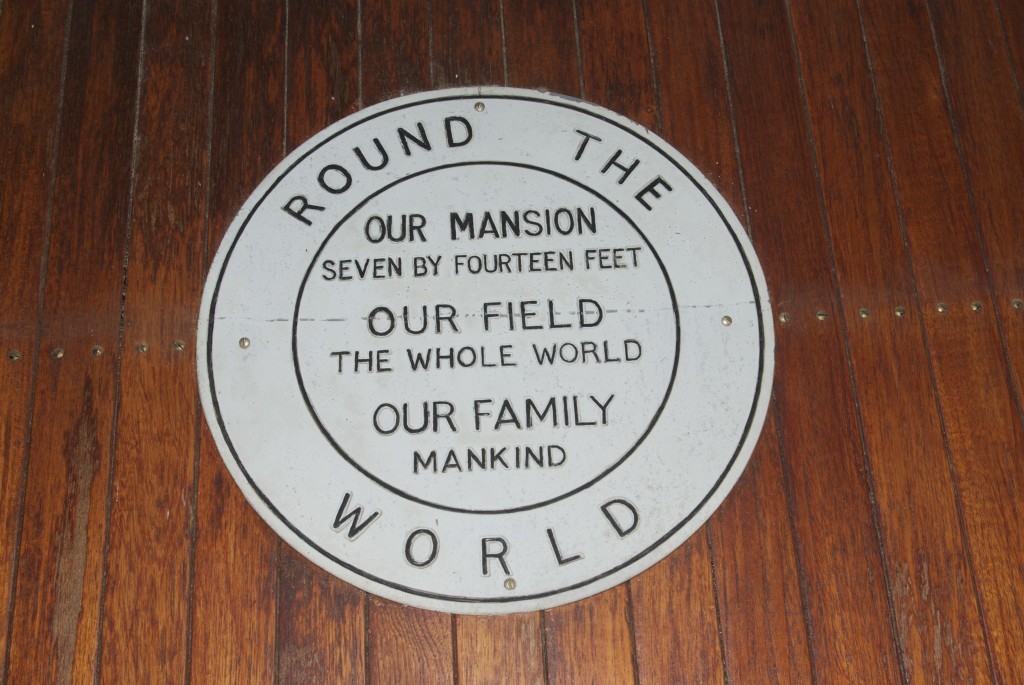 ROUND THE
OUR MANSION
SEVEN BY FOURTEEN FEET
OUR FIELD
THE WHOLE WORLD
OUR FAMILY
MANKIND
WORLD